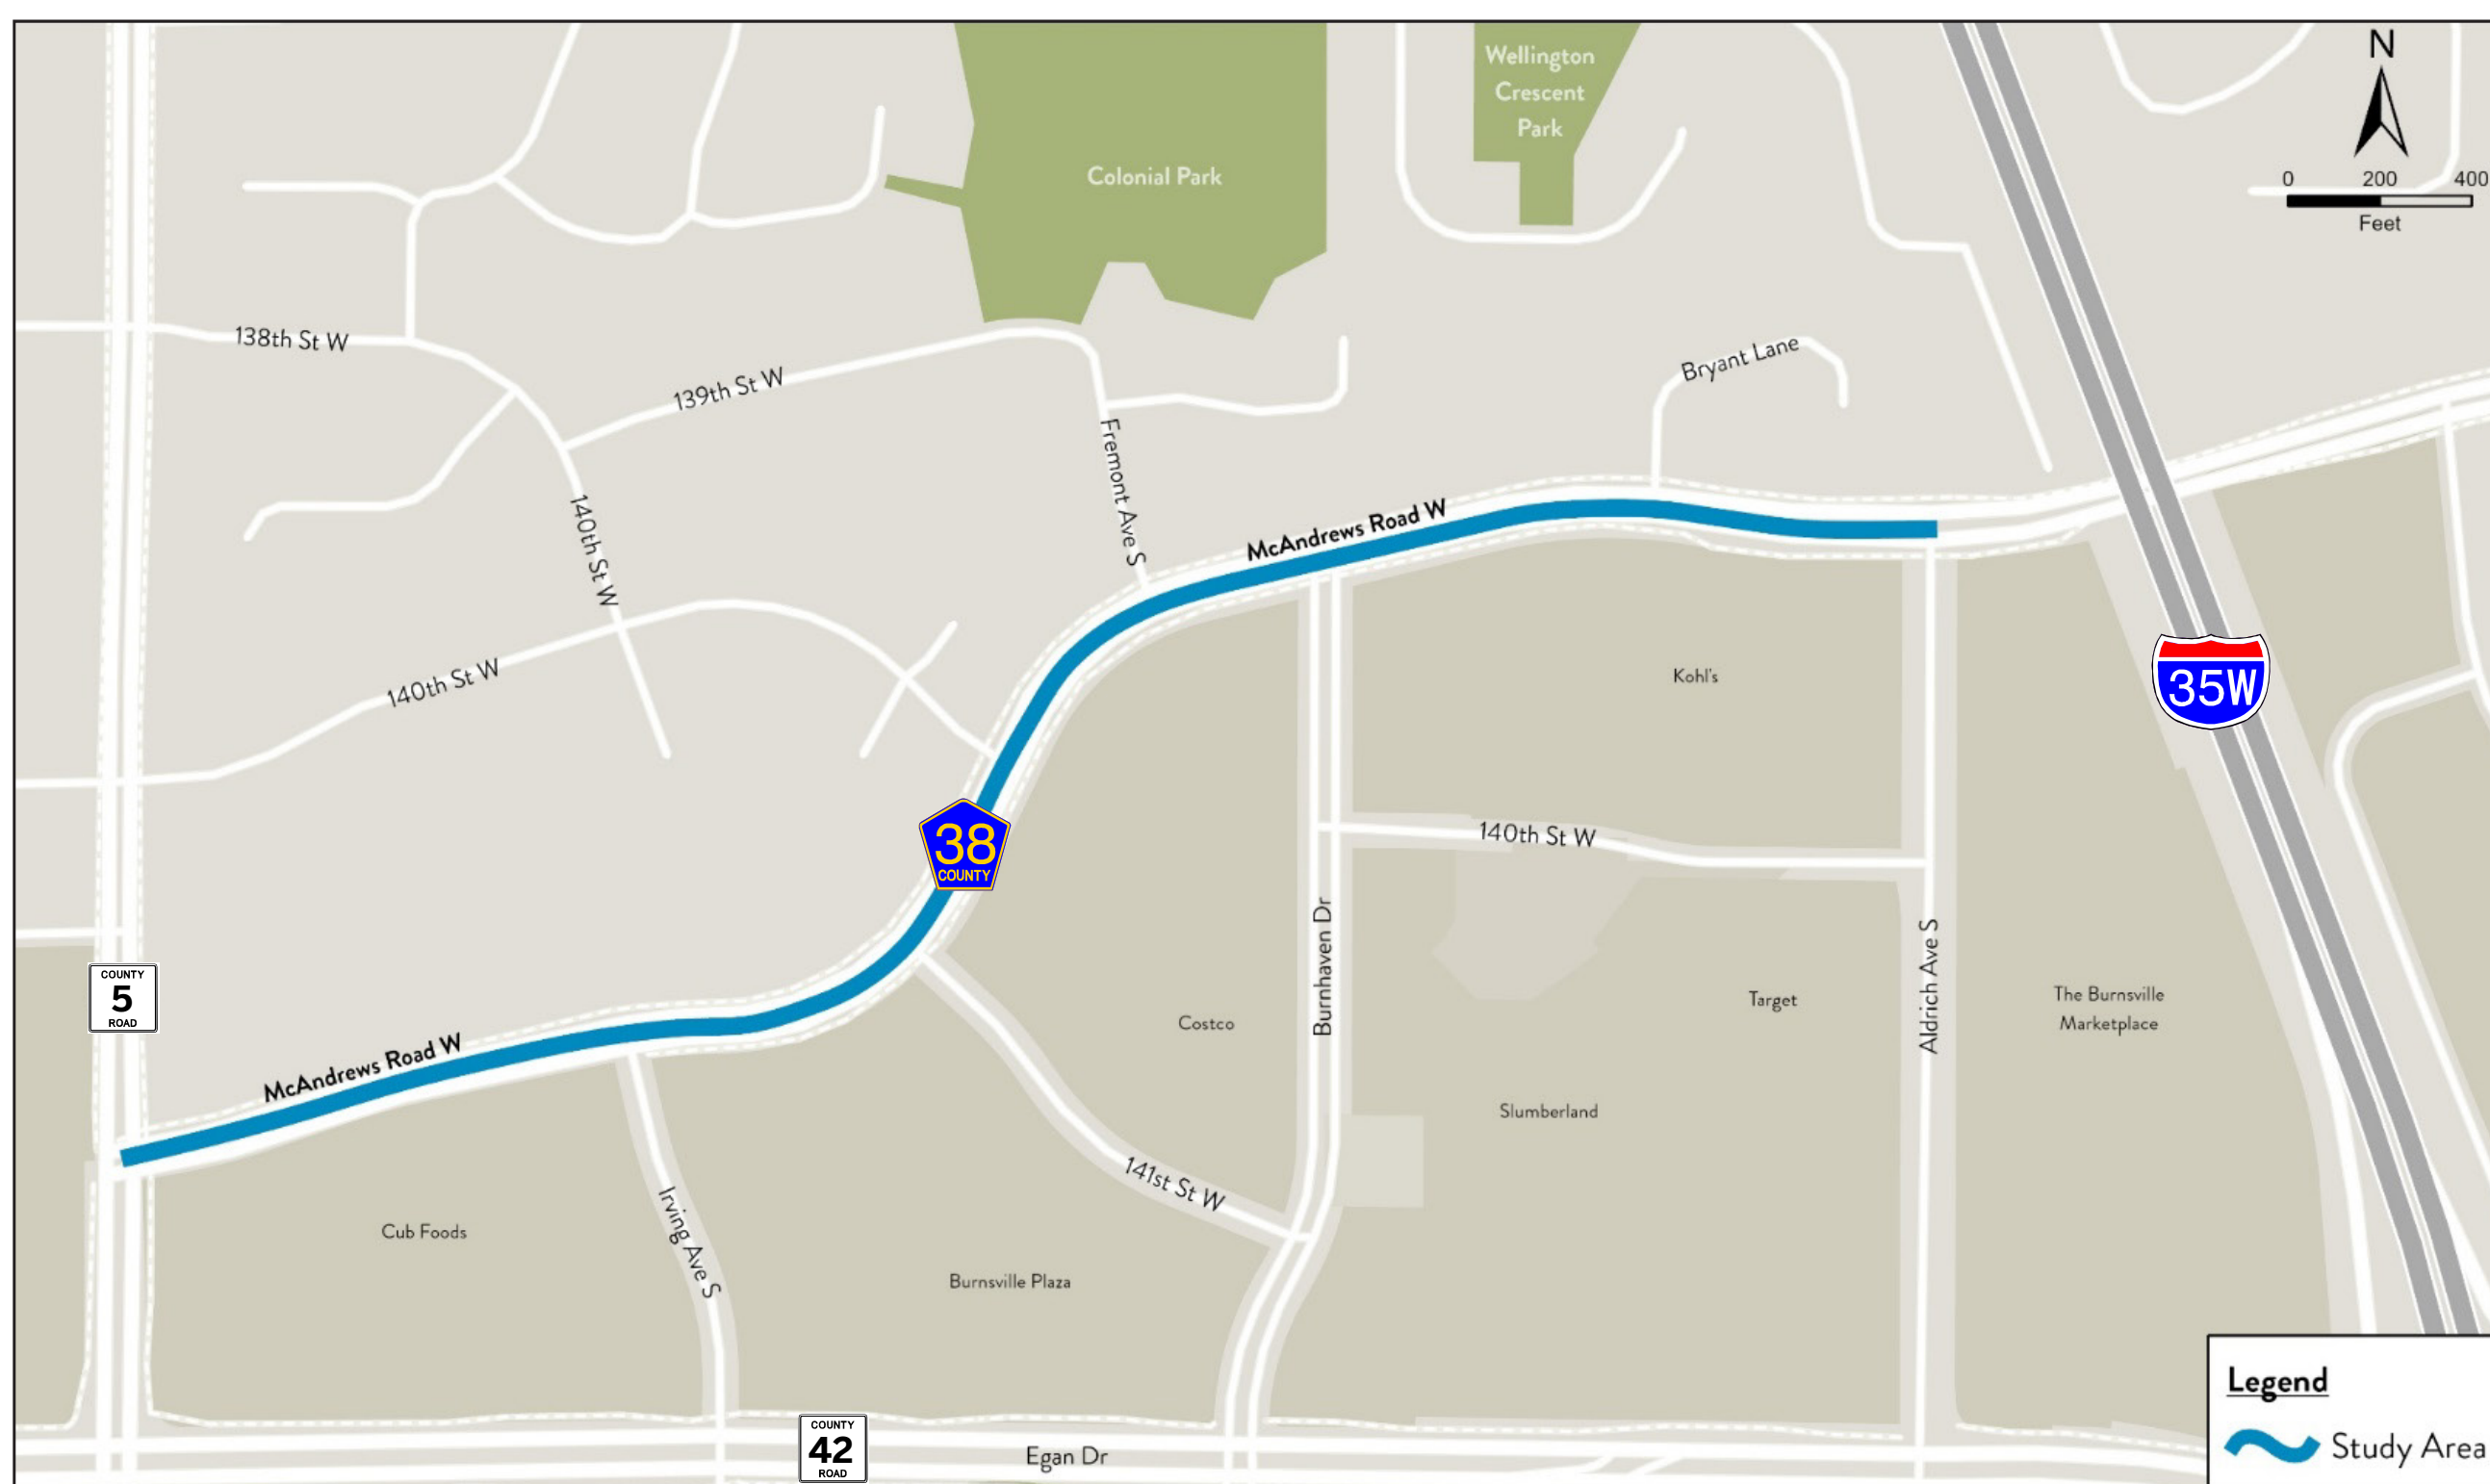 Wellington
Crescent
Park
N
0 200 400
Feet
Colonial Park
138th St W
139th St W
Bryant Lane
Fremont Ave S
140th St W
McAndrews Road W
140th St W
Kohl's
35W
38
COUNTY
140th St W
Burnhaven Dr
Aldrich Ave S
COUNTY
5
ROAD
Costco
Target
The Burnsville
Marketplace
McAndrews Road W
Slumberland
141st St W
Irving Ave S
Cub Foods
Burnsville Plaza
Legend
Study Area
COUNTY
42
ROAD
Egan Dr